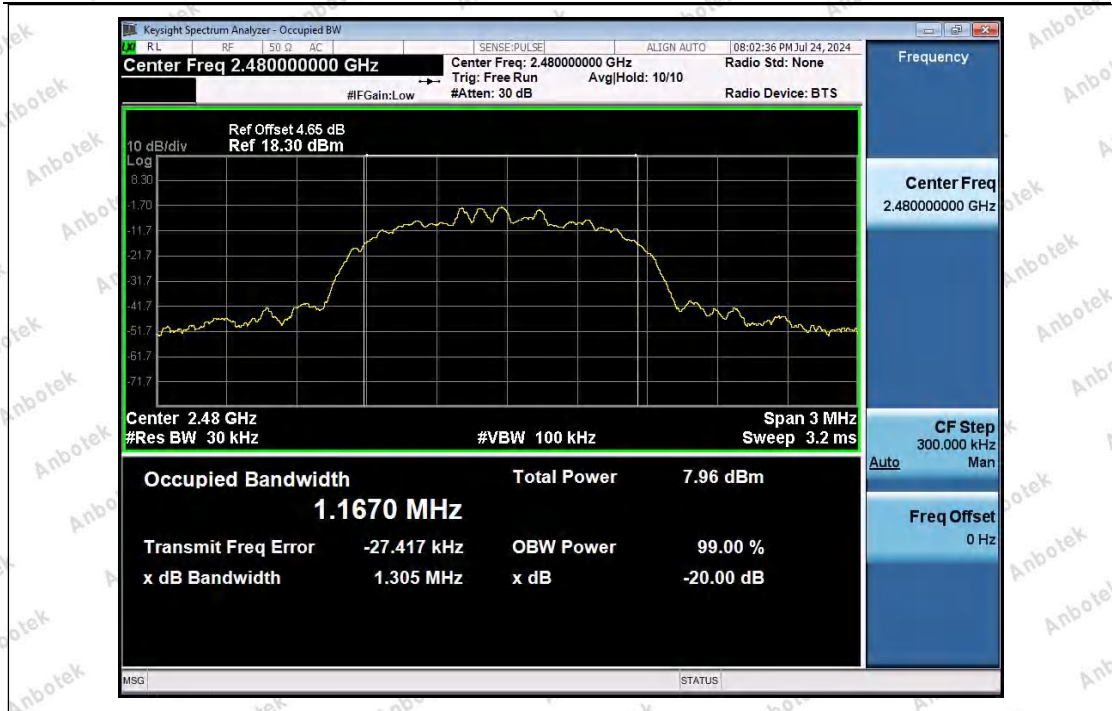 Keysight Spectrum Analyzer - Occupied BW
LXI RL RF 50 Ω AC SENSE:PULSE ALIGN AUTO 08:02:36 PM Jul 24, 2024
Center Freq 2.480000000 GHz
Center Freq: 2.480000000 GHz
Radio Std: None
Trig: Free Run Avg|Hold: 10/10
#IFGain:Low
#Atten: 30 dB
Radio Device: BTS
Ref Offset 4.65 dB
10 dB/div Ref 18.30 dBm
Log
8.30
-1.70
-11.7
-21.7
-31.7
-41.7
-51.7
-61.7
-71.7
Center 2.48 GHz Span 3 MHz
#Res BW 30 kHz #VBW 100 kHz Sweep 3.2 ms
Occupied Bandwidth Total Power 7.96 dBm
1.1670 MHz
Transmit Freq Error -27.417 kHz OBW Power 99.00 %
x dB Bandwidth 1.305 MHz x dB -20.00 dB
MSG STATUS
Frequency
Center Freq
2.480000000 GHz
CF Step
300.000 kHz
Auto Man
Freq Offset
0 Hz
Anbotek